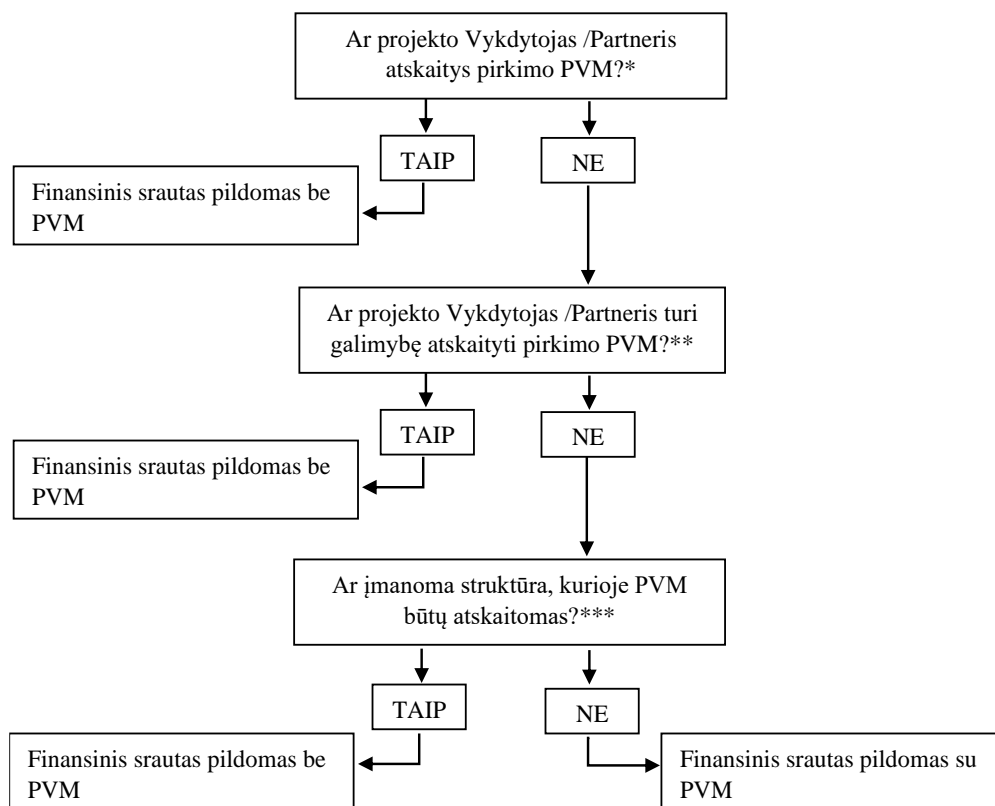 Ar projekto Vykdytojas /Partneris
atskaitys pirkimo PVM?*
TAIP
NE
Finansinis srautas pildomas be
PVM
Ar projekto Vykdytojas /Partneris turi
galimybę atskaityti pirkimo PVM?**
TAIP
NE
Finansinis srautas pildomas be
PVM
Ar įmanoma struktūra, kurioje PVM
būtų atskaitomas?***
TAIP
NE
Finansinis srautas pildomas be
PVM
Finansinis srautas pildomas su
PVM